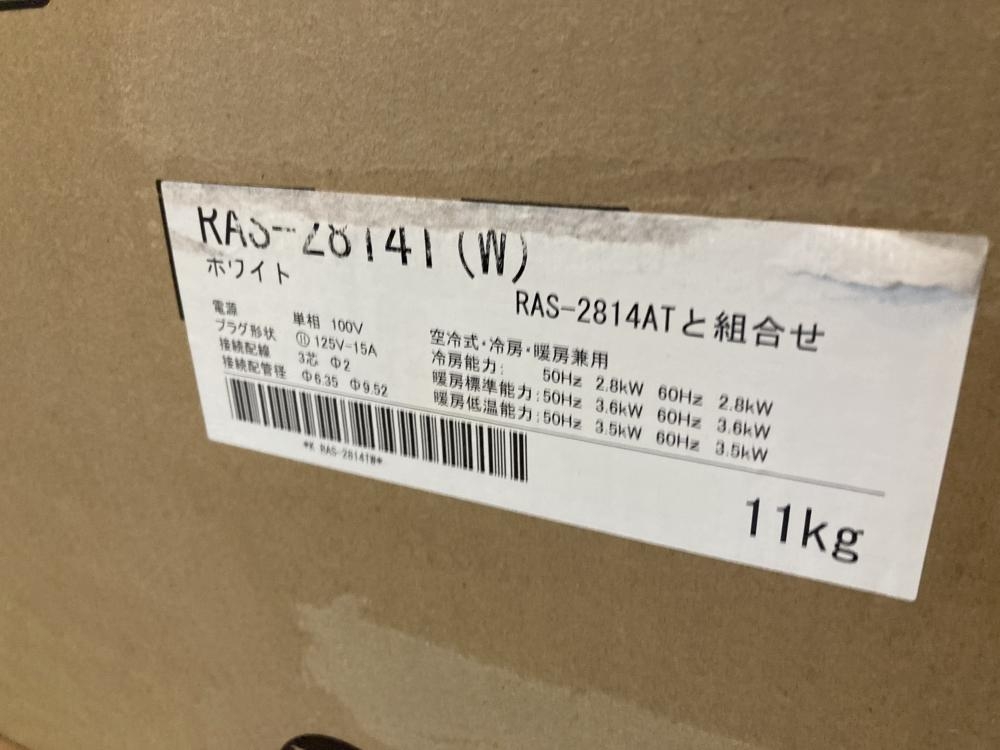 RAS-2814T(W)
ホワイト
RAS-2814ATと組合せ
電源 単相 100V
プラグ形状 125V-15A
接続配線 3芯 Φ2
接続配管径 Φ6.35 Φ9.52
空冷式・冷房・暖房兼用
冷房能力: 50Hz 2.8kW 60Hz 2.8kW
暖房標準能力:50Hz 3.6kW 60Hz 3.6kW
暖房低温能力:50Hz 3.5kW 60Hz 3.5kW
*K RAS-2814TW*
11kg